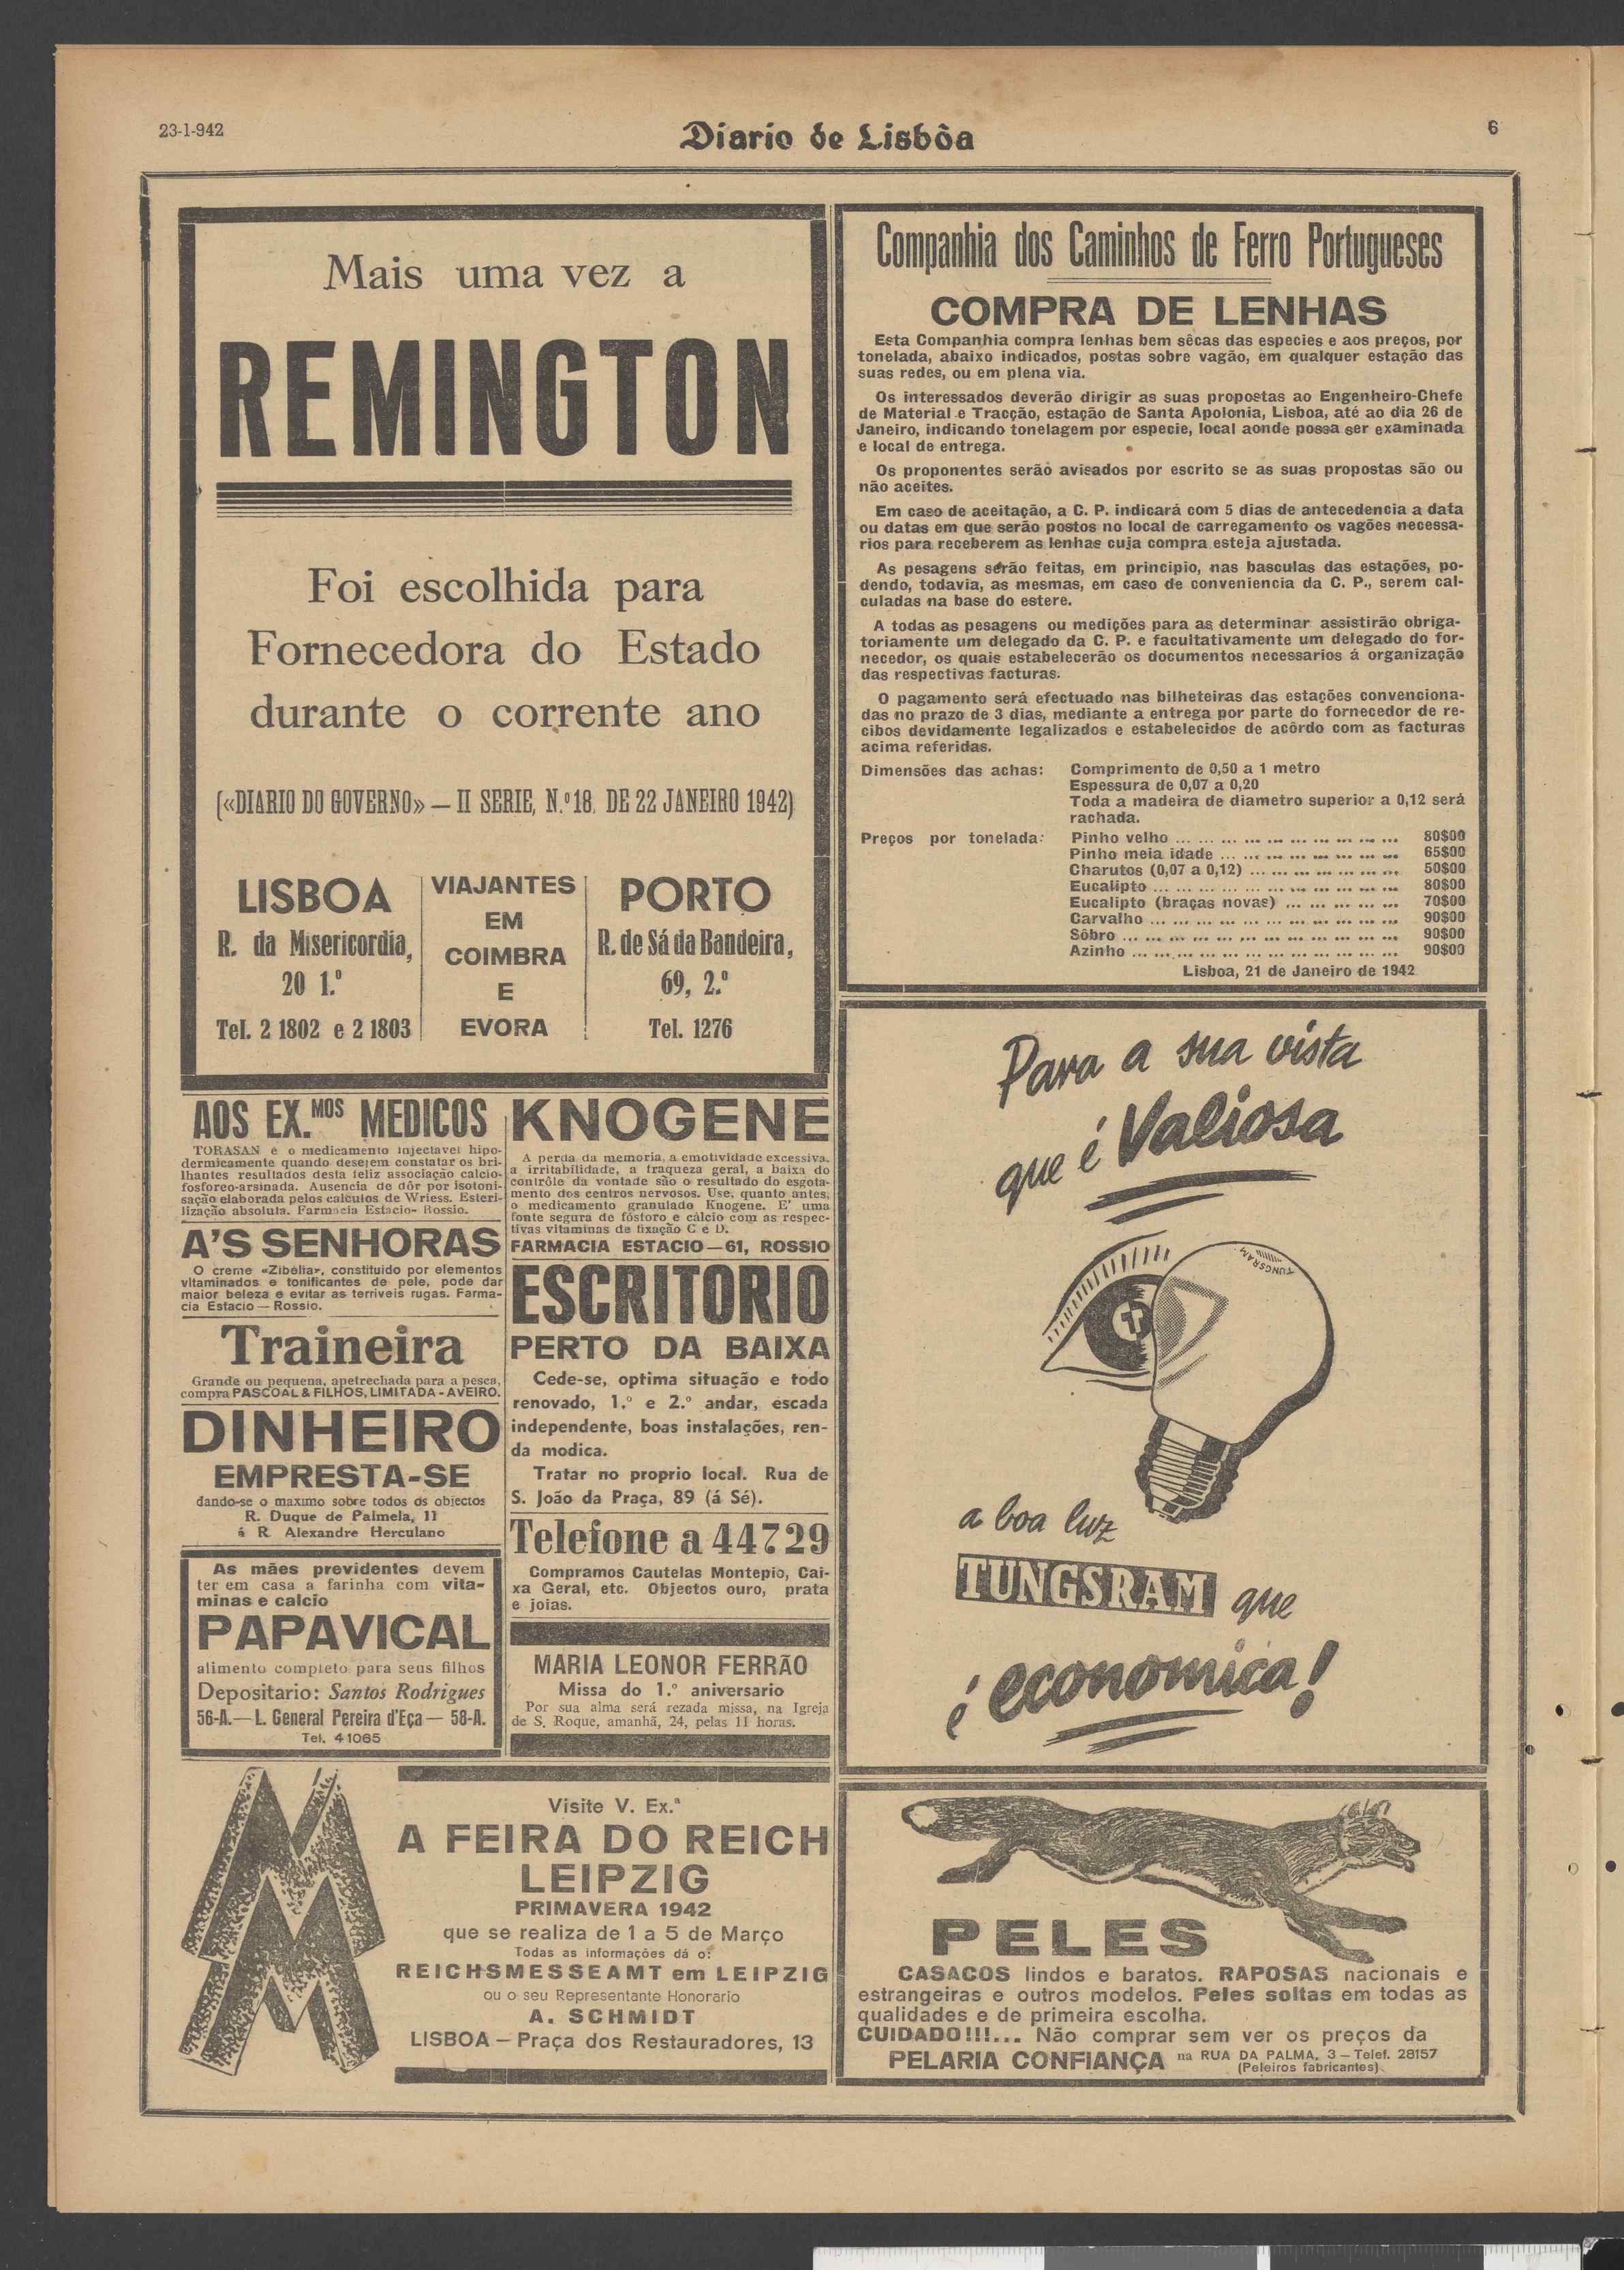 23-1-942
Diario de Lisbôa
6
Mais uma vez a
REMINGTON
Foi escolhida para
Fornecedora do Estado
durante o corrente ano
(«DIARIO DO GOVERNO» — II SERIE, N.º 18, DE 22 JANEIRO 1942)
LISBOA
R. da Misericordia,
20 1.º
Tel. 2 1802 e 2 1803
VIAJANTES
EM
COIMBRA
E
EVORA
PORTO
R. de Sá da Bandeira,
69, 2.º
Tel. 1276
AOS EX.MOS MEDICOS
TORASAN é o medicamento injectavel hipo-
dermicamente quando desejem constatar os bri-
lhantes resultados desta feliz associação calcio-
fosforeo-arsinada. Ausencia de dôr por isotoni-
sação elaborada pelos calculos de Wriess. Esteri-
lização absoluta. Farmacia Estacio- Rossio.
A'S SENHORAS
O creme «Zibélia», constituido por elementos
vitaminados e tonificantes de pele, pode dar
maior beleza e evitar as terriveis rugas. Farma-
cia Estacio — Rossio.
Traineira
Grande ou pequena, apetrechada para a pesca,
compra PASCOAL & FILHOS, LIMITADA - AVEIRO.
DINHEIRO
EMPRESTA-SE
dando-se o maximo sobre todos os objectos
R. Duque de Palmela, 11
á R. Alexandre Herculano
As mães previdentes devem
ter em casa a farinha com vita-
minas e calcio
PAPAVICAL
alimento completo para seus filhos
Depositario: Santos Rodrigues
56-A.— L. General Pereira d'Eça — 58-A.
Tel. 41065
KNOGENE
A perda da memoria, a emotividade excessiva,
a irritabilidade, a fraqueza geral, a baixa do
contrôle da vontade são o resultado do esgota-
mento dos centros nervosos. Use, quanto antes,
o medicamento granulado Knogene. E' uma
fonte segura de fósforo e cálcio com as respec-
tivas vitaminas de fixação C e D.
FARMACIA ESTACIO—61, ROSSIO
ESCRITORIO
PERTO DA BAIXA
Cede-se, optima situação e todo
renovado, 1.º e 2.º andar, escada
independente, boas instalações, ren-
da modica.
Tratar no proprio local. Rua de
S. João da Praça, 89 (á Sé).
Telefone a 44729
Compramos Cautelas Montepio, Cai-
xa Geral, etc. Objectos ouro, prata
e joias.
MARIA LEONOR FERRÃO
Missa do 1.º aniversario
Por sua alma será rezada missa, na Igreja
de S. Roque, amanhã, 24, pelas 11 horas.
MM
Visite V. Ex.ª
A FEIRA DO REICH
LEIPZIG
PRIMAVERA 1942
que se realiza de 1 a 5 de Março
Todas as informações dá o:
REICHSMESSEAMT em LEIPZIG
ou o seu Representante Honorario
A. SCHMIDT
LISBOA — Praça dos Restauradores, 13
Companhia dos Caminhos de Ferro Portugueses
COMPRA DE LENHAS
Esta Companhia compra lenhas bem sêcas das especies e aos preços, por
tonelada, abaixo indicados, postas sobre vagão, em qualquer estação das
suas redes, ou em plena via.
Os interessados deverão dirigir as suas propostas ao Engenheiro-Chefe
de Material e Tracção, estação de Santa Apolonia, Lisboa, até ao dia 26 de
Janeiro, indicando tonelagem por especie, local aonde possa ser examinada
e local de entrega.
Os proponentes serão avisados por escrito se as suas propostas são ou
não aceites.
Em caso de aceitação, a C. P. indicará com 5 dias de antecedencia a data
ou datas em que serão postos no local de carregamento os vagões necessa-
rios para receberem as lenhas cuja compra esteja ajustada.
As pesagens serão feitas, em principio, nas basculas das estações, po-
dendo, todavia, as mesmas, em caso de conveniencia da C. P., serem cal-
culadas na base do estere.
A todas as pesagens ou medições para as determinar assistirão obriga-
toriamente um delegado da C. P. e facultativamente um delegado do for-
necedor, os quais estabelecerão os documentos necessarios á organização
das respectivas facturas.
O pagamento será efectuado nas bilheteiras das estações convenciona-
das no prazo de 3 dias, mediante a entrega por parte do fornecedor de re-
cibos devidamente legalizados e estabelecidos de acôrdo com as facturas
acima referidas.
Dimensões das achas: Comprimento de 0,50 a 1 metro
Espessura de 0,07 a 0,20
Toda a madeira de diametro superior a 0,12 será
rachada.
Preços por tonelada: Pinho velho ... 80$00
Pinho meia idade ... 65$00
Charutos (0,07 a 0,12) ... 50$00
Eucalipto ... 80$00
Eucalipto (braças novas) ... 70$00
Carvalho ... 90$00
Sôbro ... 90$00
Azinho ... 90$00
Lisboa, 21 de Janeiro de 1942
Para a sua vista
que é Valiosa
TUNGSRAM
a boa luz
TUNGSRAM que
é economica!
PELES
CASACOS lindos e baratos. RAPOSAS nacionais e
estrangeiras e outros modelos. Peles soltas em todas as
qualidades e de primeira escolha.
CUIDADO!!!... Não comprar sem ver os preços da
PELARIA CONFIANÇA na RUA DA PALMA, 3 — Telef. 28157
(Peleiros fabricantes)